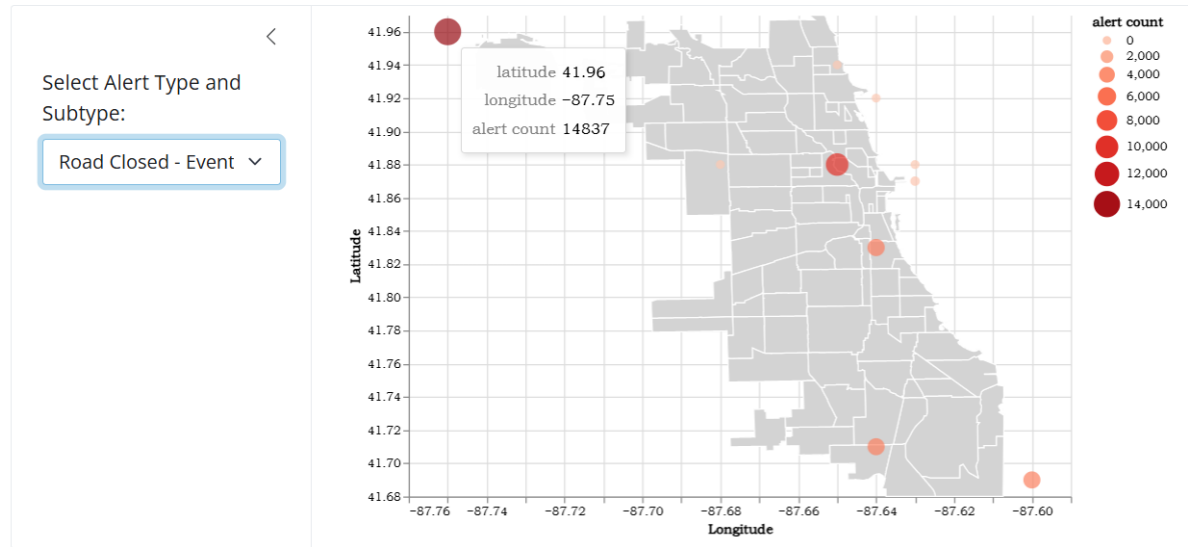 Select Alert Type and
Subtype:
Road Closed - Event
latitude 41.96
longitude −87.75
alert count 14837
Latitude
41.96
41.94
41.92
41.90
41.88
41.86
41.84
41.82
41.80
41.78
41.76
41.74
41.72
41.70
41.68
−87.76 −87.74 −87.72 −87.70 −87.68 −87.66 −87.64 −87.62 −87.60
Longitude
alert count
0
2,000
4,000
6,000
8,000
10,000
12,000
14,000